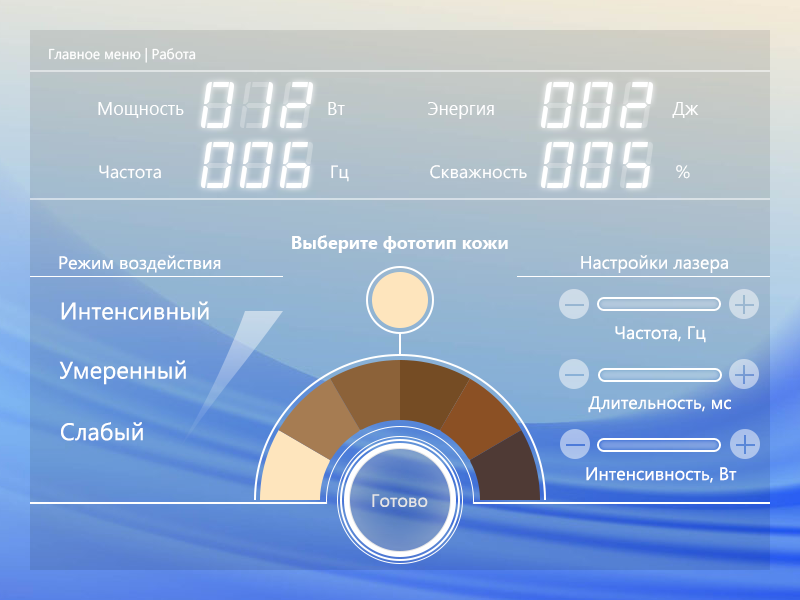 Главное меню | Работа
Мощность 012 Вт
Энергия 002 Дж
Частота 006 Гц
Скважность 005 %
Выберите фототип кожи
Режим воздействия
Интенсивный
Умеренный
Слабый
Настройки лазера
Частота, Гц
Длительность, мс
Интенсивность, Вт
Готово